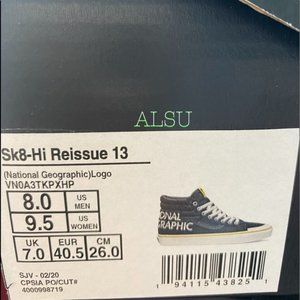 ALSU
Sk8-Hi Reissue 13
(National Geographic)Logo
VN0A3TKPXHP
8.0 US MEN
9.5 US WOMEN
UK 7.0 EUR 40.5 CM 26.0
ONAL
GRAPHIC
1 94115 43825 1
SJV - 02/20
CPSIA PO/CUT#
4000998719